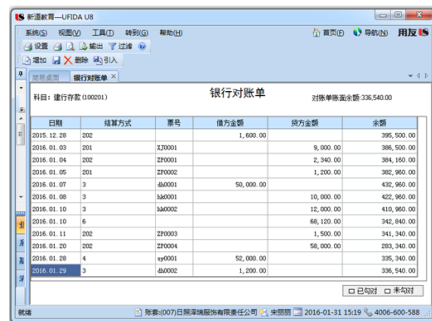 新道教育—UFIDA U8
系统(S) 视图(V) 工具(T) 转到(G) 帮助(H) 首页(F) 导航(N) 用友
设置 输出 过滤
增加 删除 引入
简易桌面 银行对账单
银行对账单
科目: 建行存款(100201) 对账单账面余额:336,540.00
日期 结算方式 票号 借方金额 贷方金额 余额
2015.12.28 202 1,600.00 395,500.00
2016.01.03 201 XJ0001 9,000.00 386,500.00
2016.01.04 202 ZP0001 2,340.00 384,160.00
2016.01.05 201 ZP0002 1,200.00 382,960.00
2016.01.07 3 dh0001 50,000.00 432,960.00
2016.01.08 3 hk0001 10,000.00 422,960.00
2016.01.10 3 hk0002 12,000.00 410,960.00
2016.01.10 6 68,120.00 342,840.00
2016.01.11 202 ZP0003 1,500.00 341,340.00
2016.01.20 202 ZP0004 58,000.00 283,340.00
2016.01.28 4 sy0001 52,000.00 335,340.00
2016.01.29 3 dh0002 1,200.00 336,540.00
已勾对 未勾对
账套:(007)日照泽瑞服饰有限责任公司 宋丽丽 2016-01-31 15:19 4006-600-588